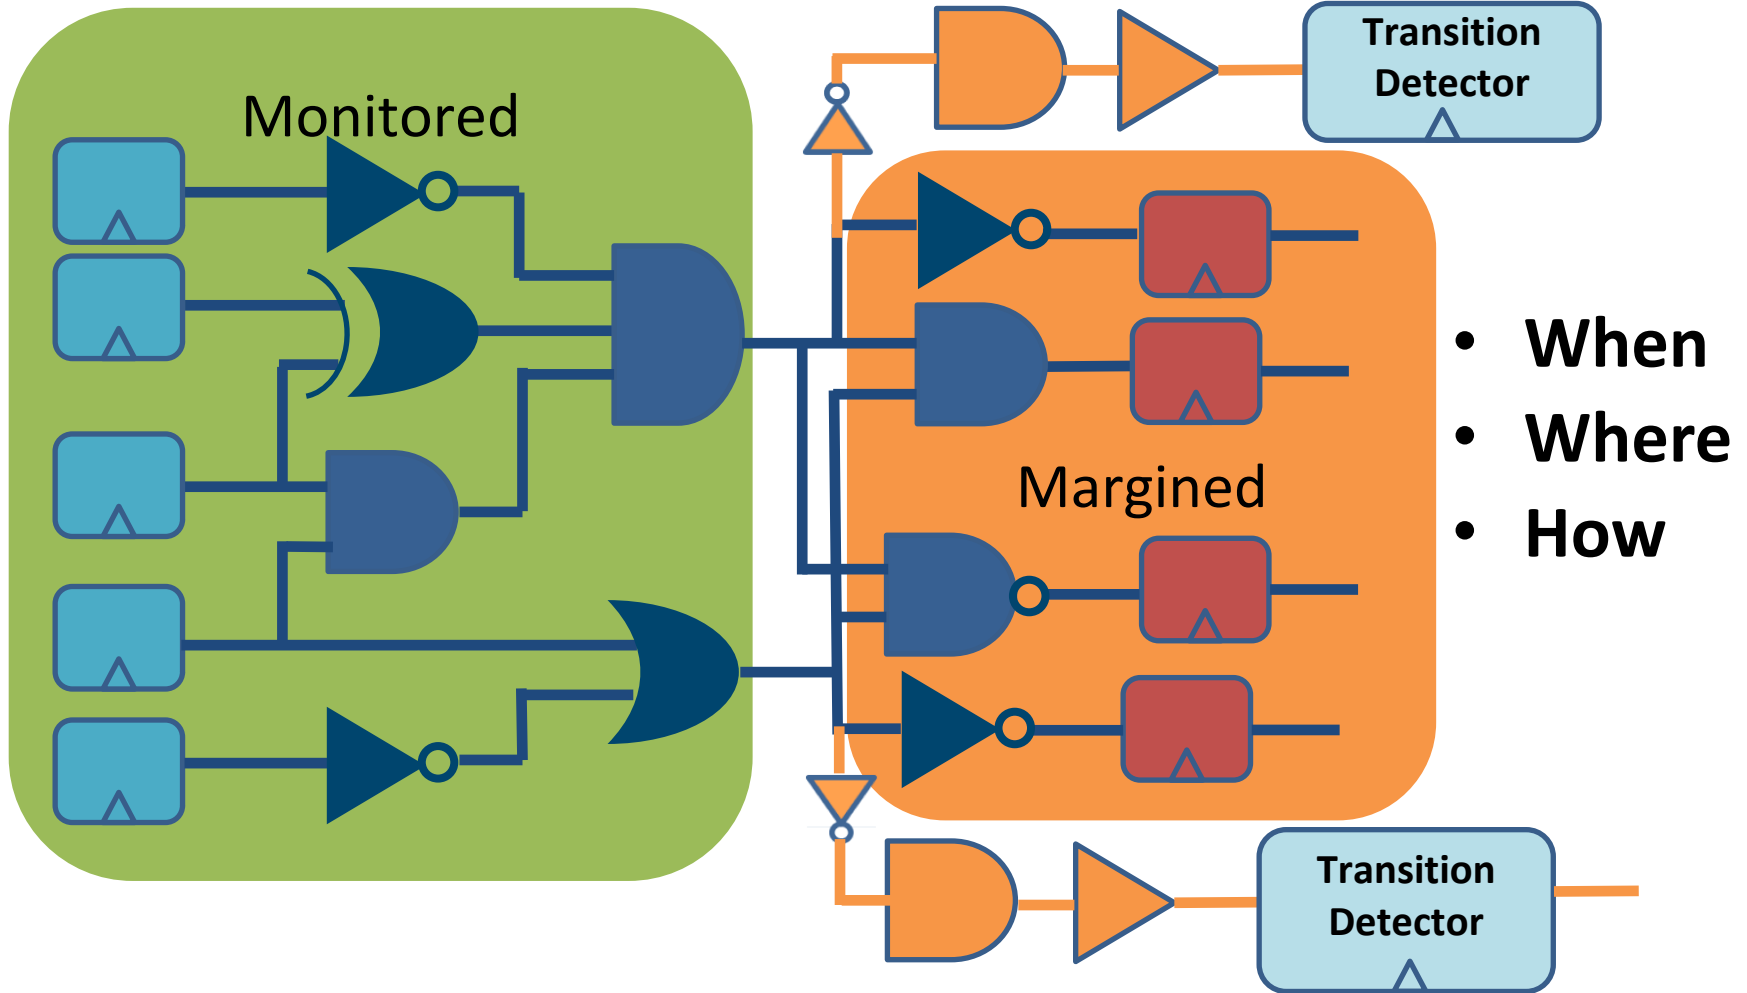 Transition
Detector
Monitored
• When
• Where
Margined
• How
Transition
Detector